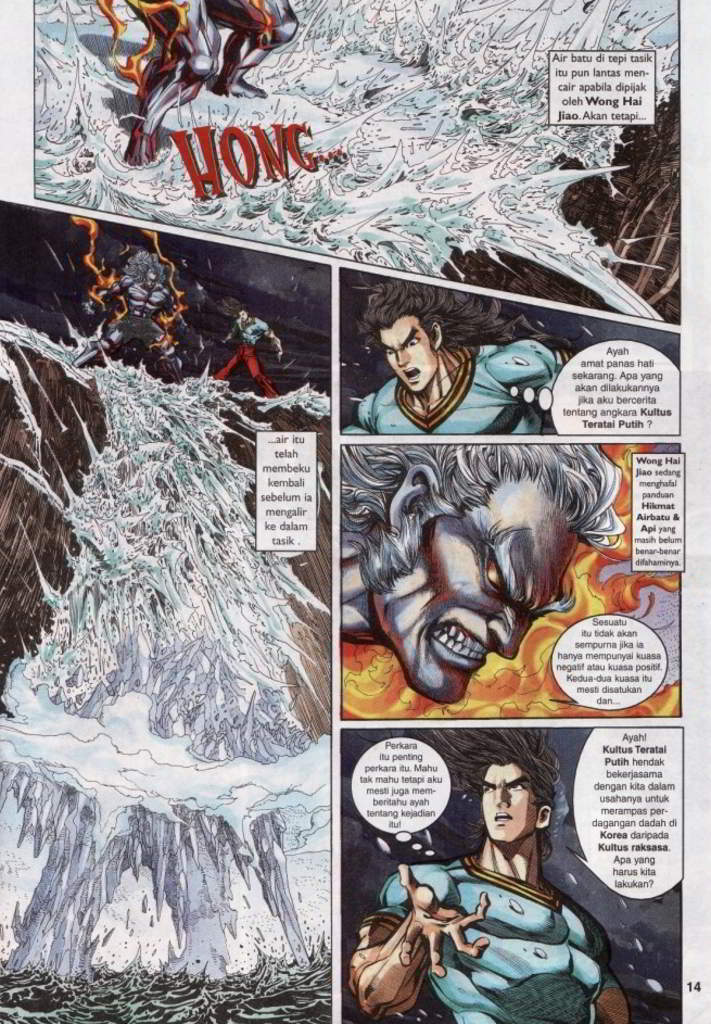 Air batu di tepi tasik
itu pun lantas men-
cair apabila dipijak
oleh Wong Hai
Jiao. Akan tetapi...
HONG...
...air itu
telah
membeku
kembali
sebelum ia
mengalir
ke dalam
tasik .
Ayah
amat panas hati
sekarang. Apa yang
akan dilakukannya
jika aku bercerita
tentang angkara Kultus
Teratai Putih ?
Wong Hai
Jiao sedang
menghafal
panduan
Hikmat
Airbatu &
Api yang
masih belum
benar-benar
difahaminya.
Sesuatu
itu tidak akan
sempurna jika ia
hanya mempunyai kuasa
negatif atau kuasa positif.
Kedua-dua kuasa itu
mesti disatukan
dan...
Perkara
itu penting
perkara itu. Mahu
tak mahu tetapi aku
mesti juga mem-
beritahu ayah
tentang kejadian
itu!
Ayah!
Kultus Teratai
Putih hendak
bekerjasama
dengan kita dalam
usahanya untuk
merampas per-
dagangan dadah di
Korea daripada
Kultus raksasa.
Apa yang
harus kita
lakukan?
14